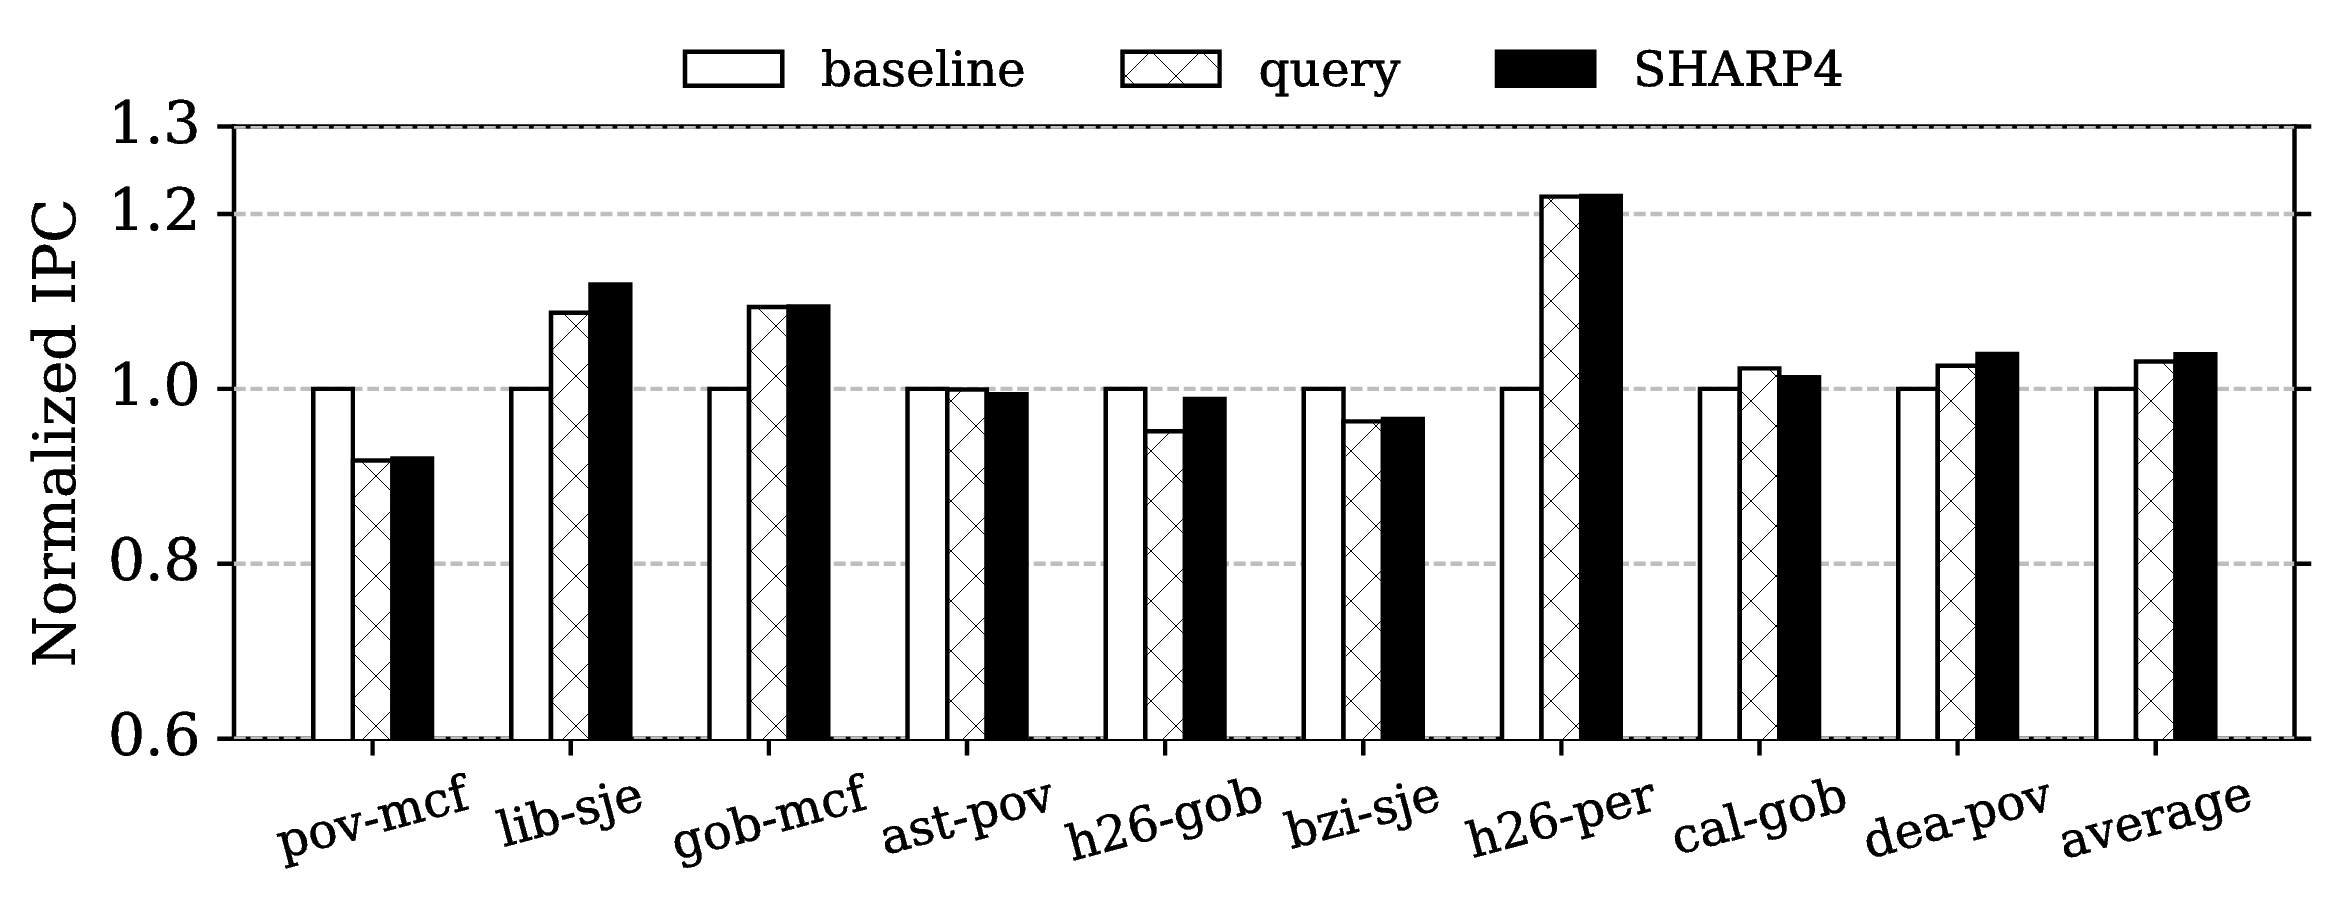 baseline query SHARP4
Normalized IPC
1.3
1.2
1.0
0.8
0.6
pov-mcf lib-sje gob-mcf ast-pov h26-gob bzi-sje h26-per cal-gob dea-pov average